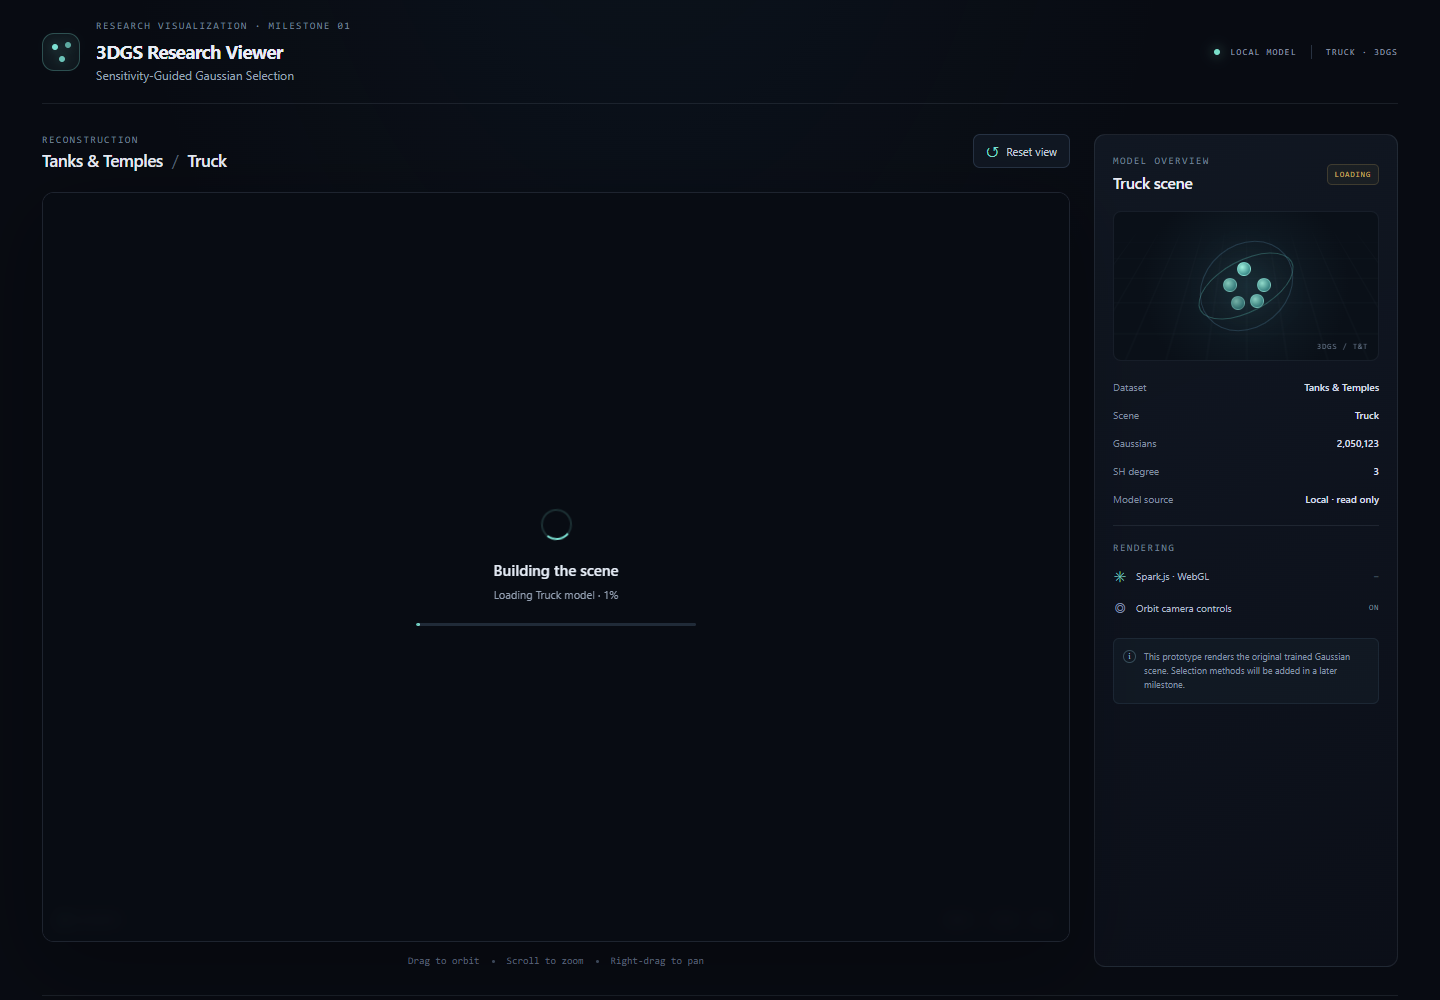 RESEARCH VISUALIZATION · MILESTONE 01
3DGS Research Viewer
Sensitivity-Guided Gaussian Selection
LOCAL MODEL
TRUCK · 3DGS
RECONSTRUCTION
Tanks & Temples / Truck
Reset view
Building the scene
Loading Truck model · 1%
Drag to orbit • Scroll to zoom • Right-drag to pan
MODEL OVERVIEW
Truck scene
LOADING
3DGS / T&T
Dataset Tanks & Temples
Scene Truck
Gaussians 2,050,123
SH degree 3
Model source Local · read only
RENDERING
Spark.js · WebGL —
Orbit camera controls ON
This prototype renders the original trained Gaussian
scene. Selection methods will be added in a later
milestone.